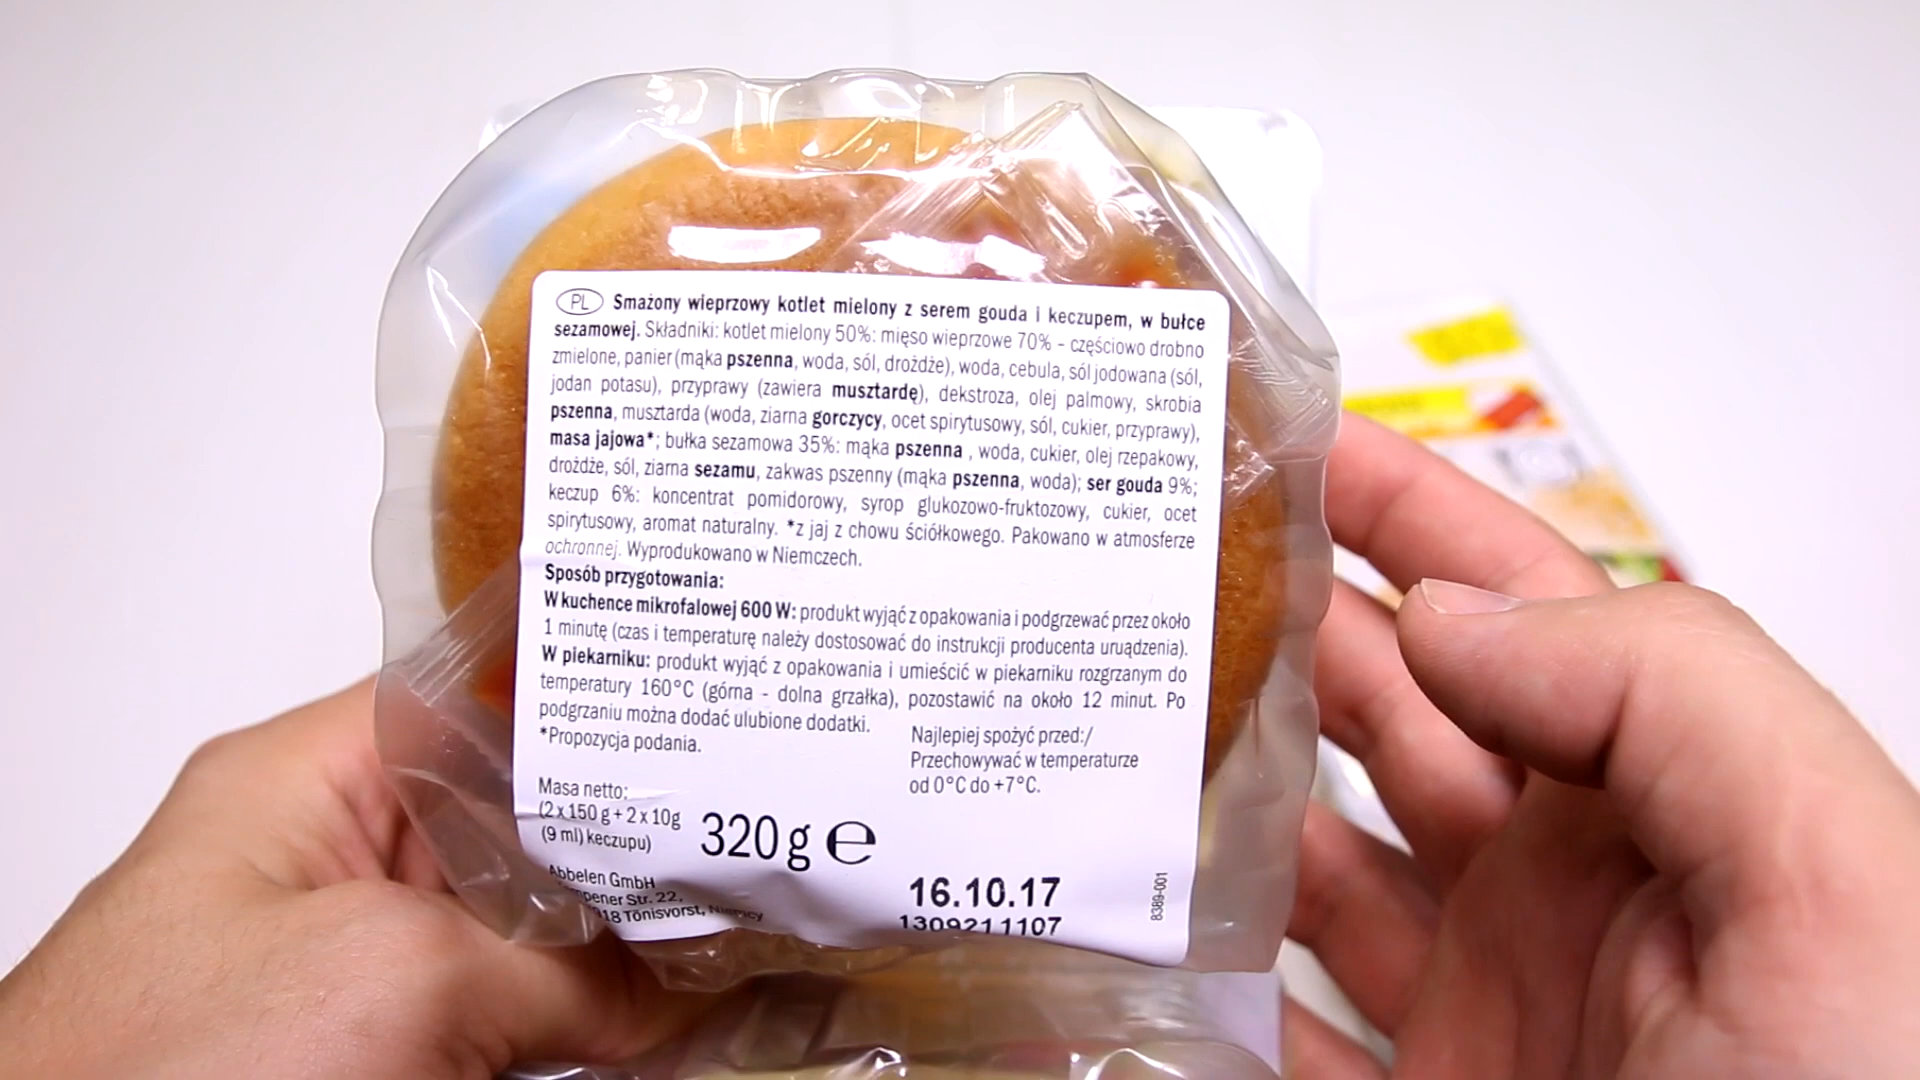 PL Smażony wieprzowy kotlet mielony z serem gouda i keczupem, w bułce
sezamowej. Składniki: kotlet mielony 50%: mięso wieprzowe 70% - częściowo drobno
zmielone, panier (mąka pszenna, woda, sól, drożdże), woda, cebula, sól jodowana (sól,
jodan potasu), przyprawy (zawiera musztardę), dekstroza, olej palmowy, skrobia
pszenna, musztarda (woda, ziarna gorczycy, ocet spirytusowy, sól, cukier, przyprawy),
masa jajowa*; bułka sezamowa 35%: mąka pszenna , woda, cukier, olej rzepakowy,
drożdże, sól, ziarna sezamu, zakwas pszenny (mąka pszenna, woda); ser gouda 9%;
keczup 6%: koncentrat pomidorowy, syrop glukozowo-fruktozowy, cukier, ocet
spirytusowy, aromat naturalny. *z jaj z chowu ściółkowego. Pakowano w atmosferze
ochronnej. Wyprodukowano w Niemczech.
Sposób przygotowania:
W kuchence mikrofalowej 600 W: produkt wyjąć z opakowania i podgrzewać przez około
1 minutę (czas i temperaturę należy dostosować do instrukcji producenta uruądzenia).
W piekarniku: produkt wyjąć z opakowania i umieścić w piekarniku rozgrzanym do
temperatury 160°C (górna - dolna grzałka), pozostawić na około 12 minut. Po
podgrzaniu można dodać ulubione dodatki.
*Propozycja podania.
Najlepiej spożyć przed:/
Przechowywać w temperaturze
od 0°C do +7°C.
Masa netto:
(2 x 150 g + 2 x 10g
(9 ml) keczupu)
320 g e
Abbelen GmbH
Str. 22,
Tönisvorst, Niemcy
16.10.17
1309211107
8389-001